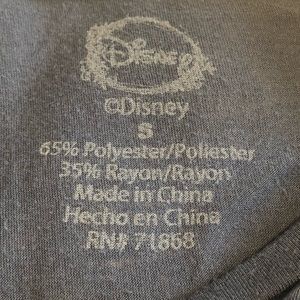 Disney
©Disney
S
65% Polyester/Poliester
35% Rayon/Rayon
Made in China
Hecho en China
RN# 71868